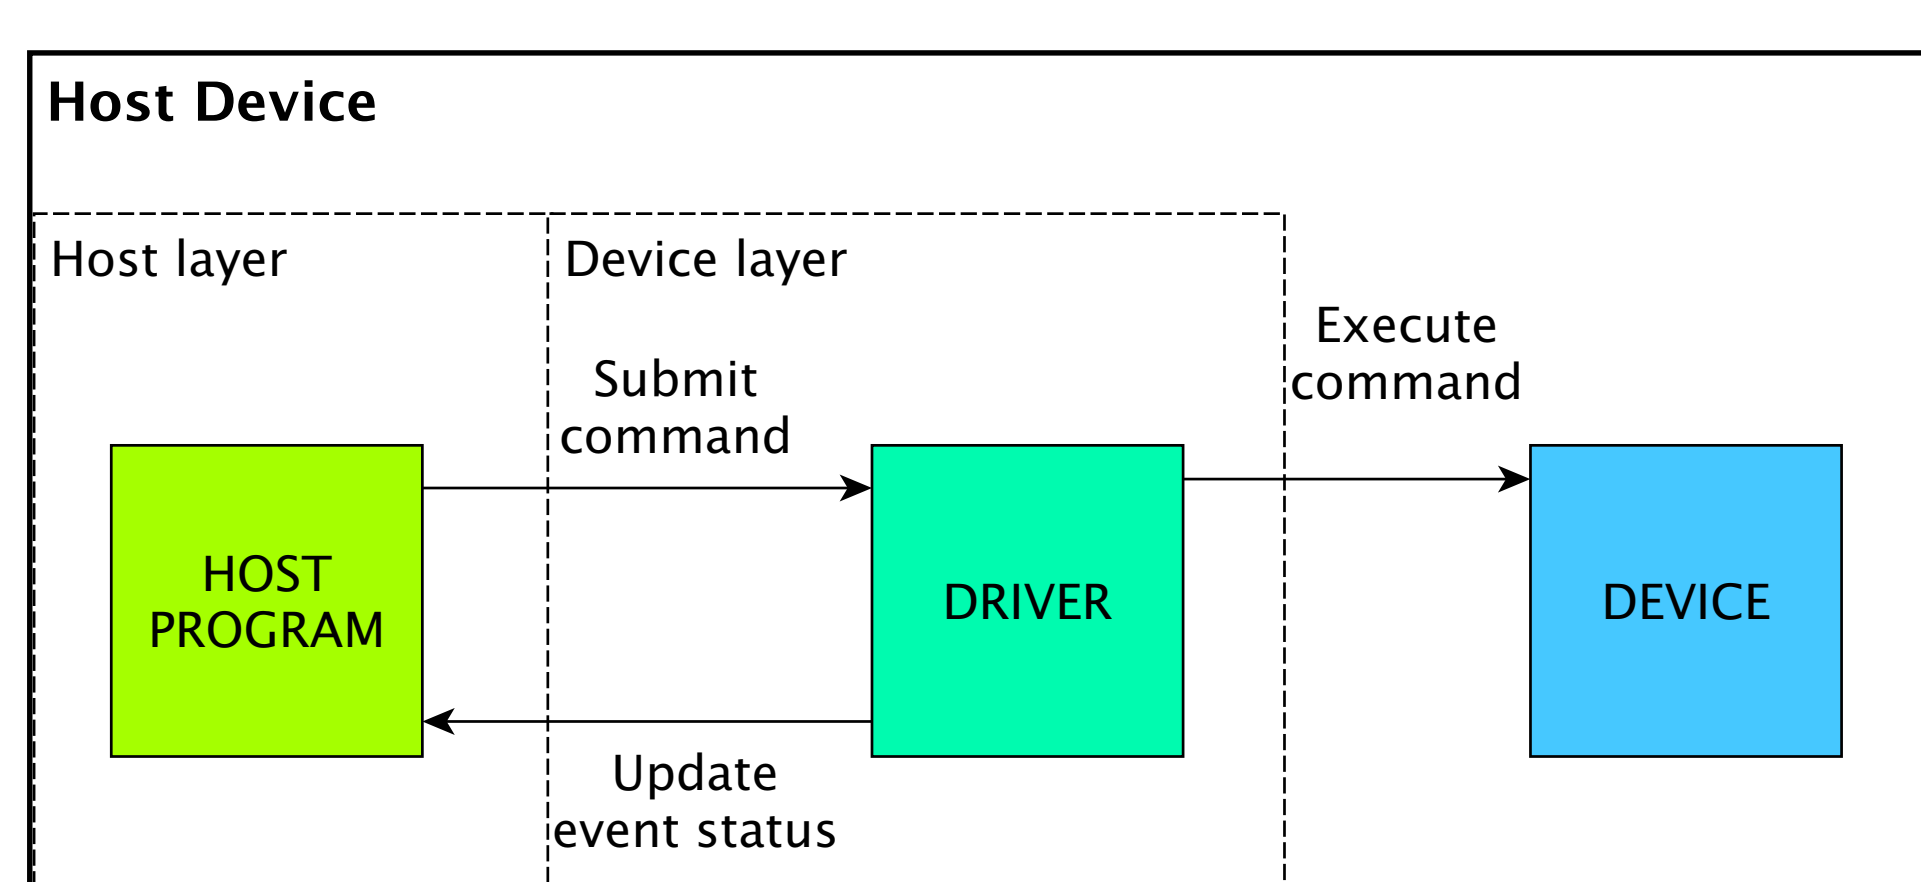 Host Device
Host layer
Device layer
Execute
command
Submit
command
HOST
PROGRAM
DRIVER
DEVICE
Update
event status